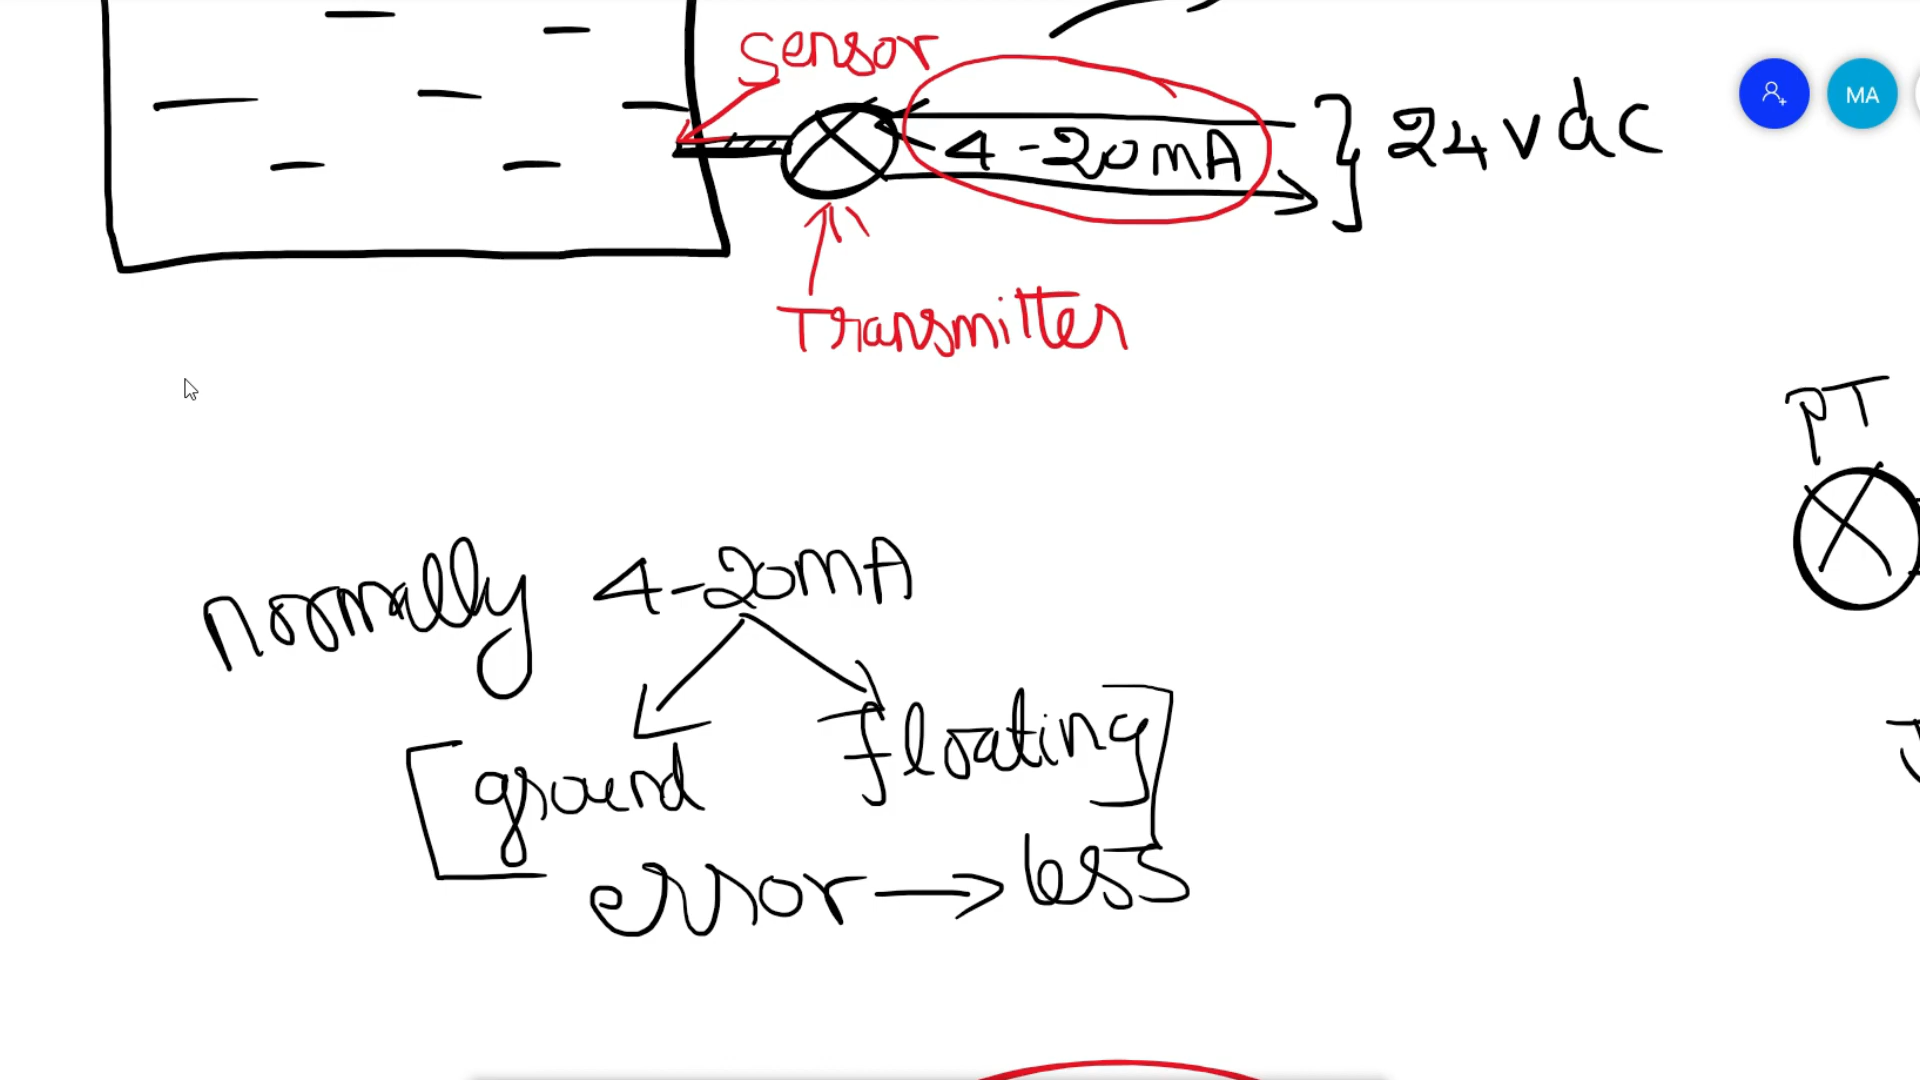 sensor
4-20mA } 24vdc
MA
Transmitter
PT
normally 4-20mA
[ground floating]
error → less